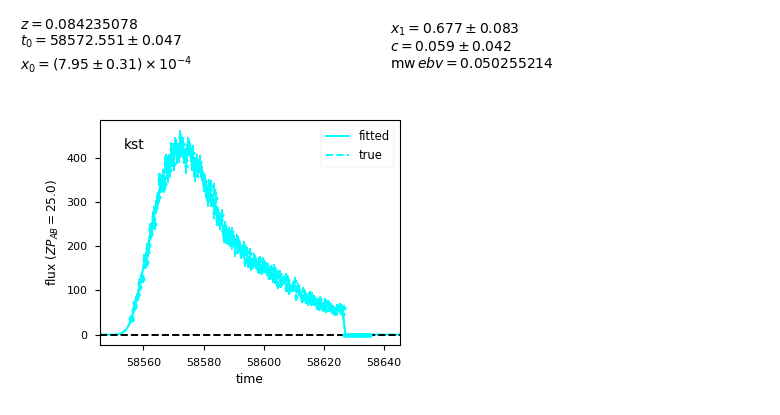 z = 0.084235078
t₀ = 58572.551 ± 0.047
x₀ = (7.95 ± 0.31) × 10⁻⁴
x₁ = 0.677 ± 0.083
c = 0.059 ± 0.042
mw ebv = 0.050255214
kst
fitted
true
flux (ZP_AB = 25.0)
400
300
200
100
0
58560 58580 58600 58620 58640
time